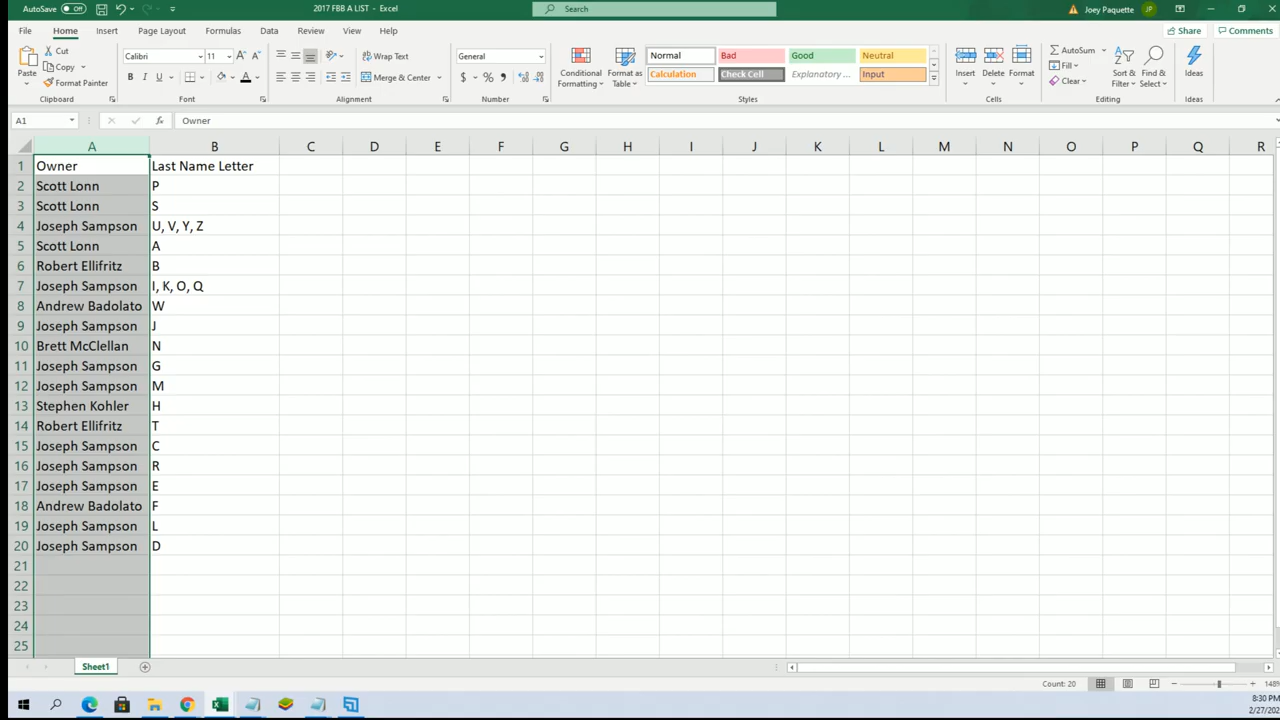 AutoSave Off 2017 FBB A LIST - Excel Search Joey Paquette JP
File Home Insert Page Layout Formulas Data Review View Help Share Comments
Paste Cut Copy Format Painter Clipboard
Calibri 11 B I U A Font
Wrap Text Merge & Center Alignment
General $ % Number
Conditional Formatting Format as Table
Normal Bad Good Neutral
Calculation Check Cell Explanatory ... Input
Styles
Insert Delete Format Cells
AutoSum Fill Clear Sort & Filter Find & Select Editing
Ideas Ideas
A1 fx Owner
A B C D E F G H I J K L M N O P Q R
1 Owner Last Name Letter
2 Scott Lonn P
3 Scott Lonn S
4 Joseph Sampson U, V, Y, Z
5 Scott Lonn A
6 Robert Ellifritz B
7 Joseph Sampson I, K, O, Q
8 Andrew Badolato W
9 Joseph Sampson J
10 Brett McClellan N
11 Joseph Sampson G
12 Joseph Sampson M
13 Stephen Kohler H
14 Robert Ellifritz T
15 Joseph Sampson C
16 Joseph Sampson R
17 Joseph Sampson E
18 Andrew Badolato F
19 Joseph Sampson L
20 Joseph Sampson D
21
22
23
24
25
Sheet1
Count: 20 148%
8:30 PM
2/27/202